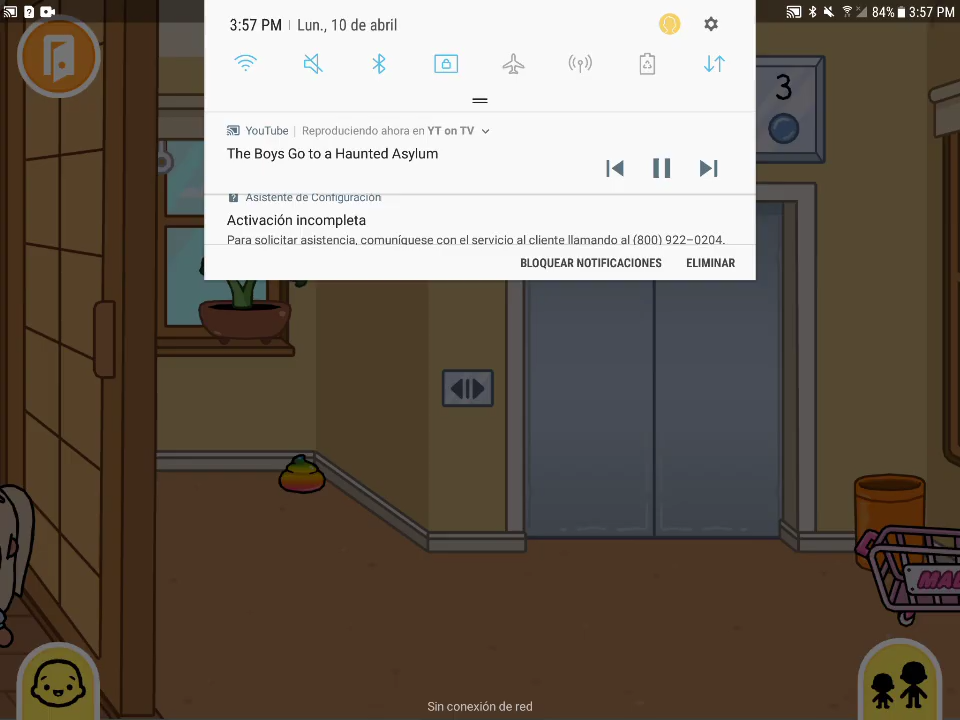 84% 3:57 PM
3:57 PM Lun., 10 de abril
YouTube Reproduciendo ahora en YT on TV
The Boys Go to a Haunted Asylum
Asistente de Configuración
Activación incompleta
Para solicitar asistencia, comuníquese con el servicio al cliente llamando al (800) 922–0204.
BLOQUEAR NOTIFICACIONES ELIMINAR
3
Sin conexión de red